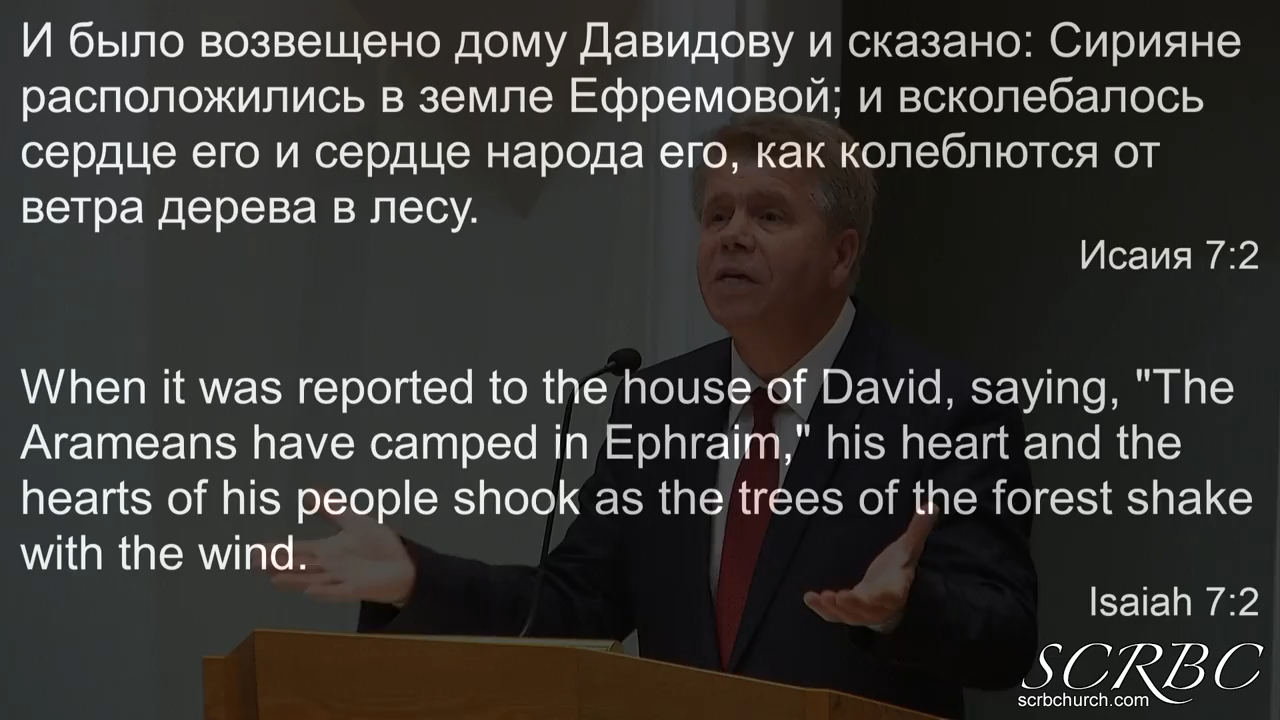 И было возвещено дому Давидову и сказано: Сирияне
расположились в земле Ефремовой; и всколебалось
сердце его и сердце народа его, как колеблются от
ветра дерева в лесу.
Исаия 7:2
When it was reported to the house of David, saying, "The
Arameans have camped in Ephraim," his heart and the
hearts of his people shook as the trees of the forest shake
with the wind.
Isaiah 7:2
SCRBC
scrbchurch.com